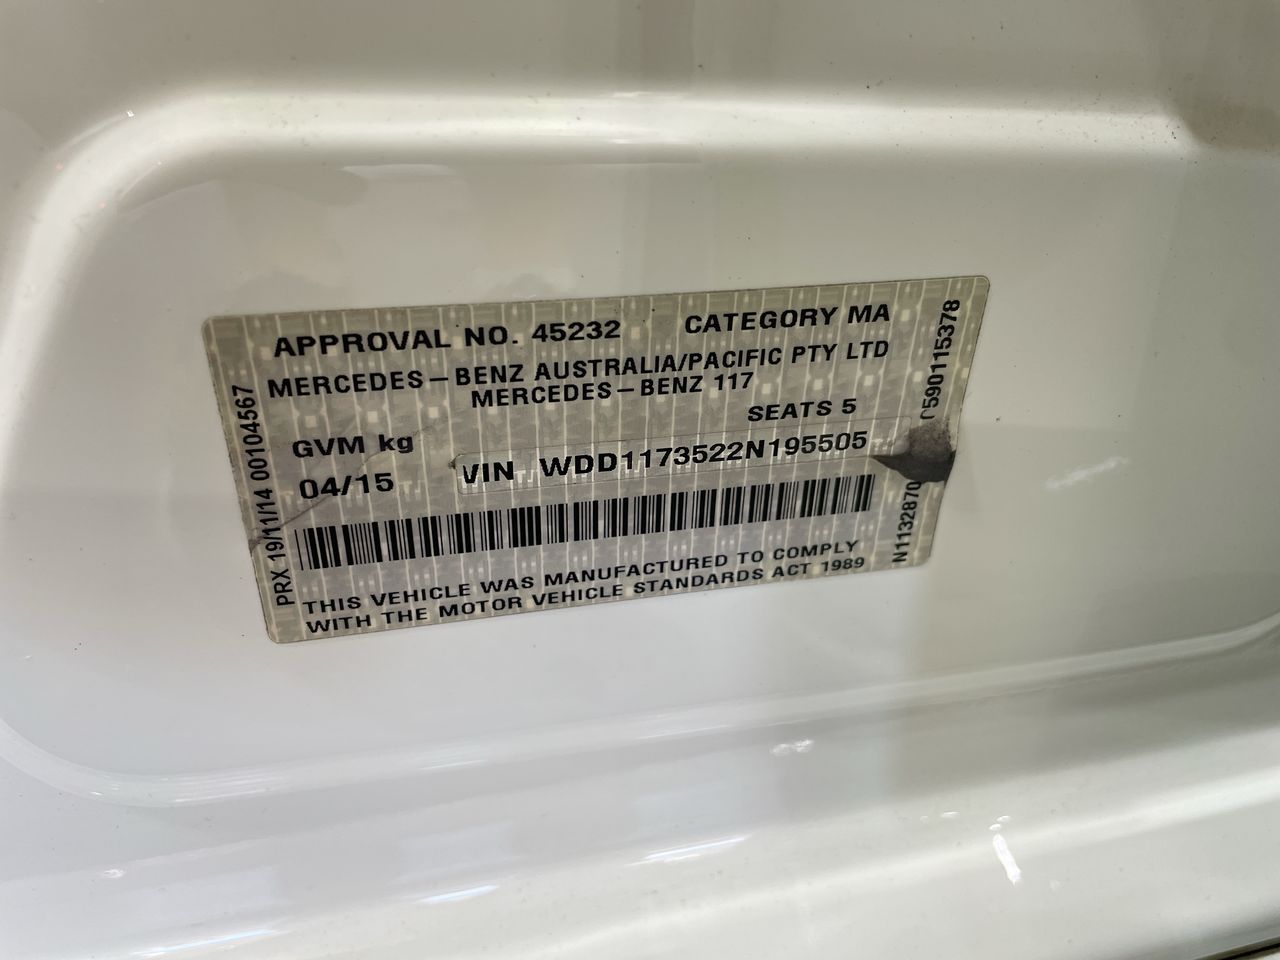 APPROVAL NO. 45232 CATEGORY MA
MERCEDES-BENZ AUSTRALIA/PACIFIC PTY LTD
MERCEDES-BENZ 117
SEATS 5
GVM kg
04/15
VIN WDD1173522N195505
THIS VEHICLE WAS MANUFACTURED TO COMPLY
WITH THE MOTOR VEHICLE STANDARDS ACT 1989
PRX 19/11/14 00104567
N1132870 5901115378